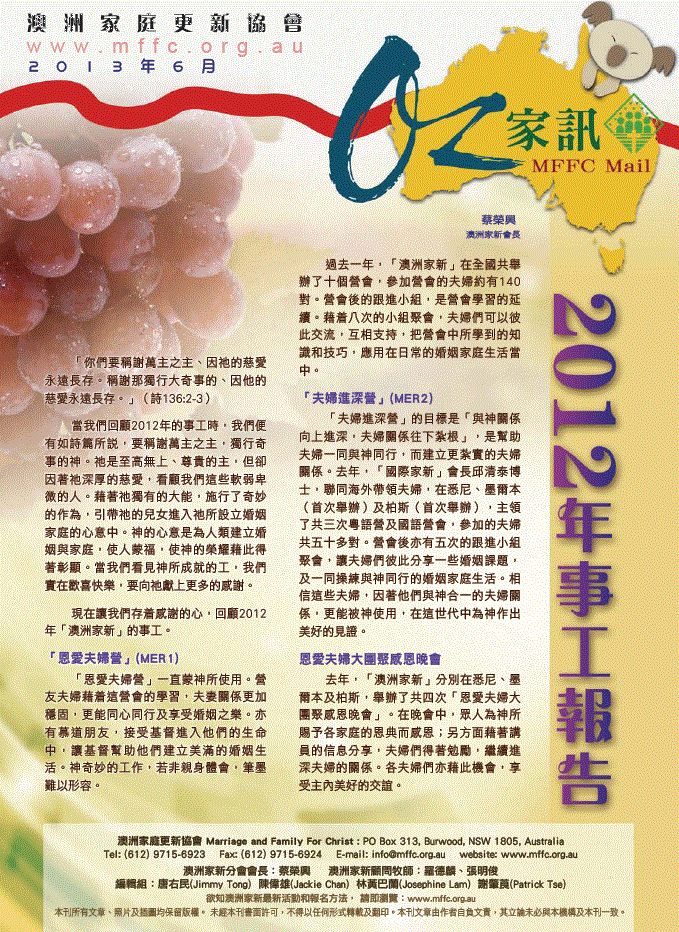 澳洲家庭更新協會
www.mffc.org.au
2013年6月
Oz
家訊
MFFC Mail
2012年事工報告
蔡榮興
澳洲家新會長
「你們要稱謝萬主之主、因祂的慈愛
永遠長存。稱謝那獨行大奇事的、因他的
慈愛永遠長存。」（詩136:2-3）
當我們回顧2012年的事工時，我們便
有如詩篇所說，要稱謝萬主之主，獨行奇
事的神。祂是至高無上、尊貴的主，但卻
因著祂深厚的慈愛，看顧我們這些軟弱卑
微的人。藉著祂獨有的大能，施行了奇妙
的作為，引帶祂的兒女進入祂所設立婚姻
家庭的心意中。神的心意是為人類建立婚
姻與家庭，使人蒙福，使神的榮耀藉此得
著彰顯。當我們看見神所成就的工，我們
實在歡喜快樂，要向祂獻上更多的感謝。
現在讓我們存着感謝的心，回顧2012
年「澳洲家新」的事工。
「恩愛夫婦營」(MER1)
「恩愛夫婦營」一直蒙神所使用。營
友夫婦藉着這營會的學習，夫妻關係更加
穩固，更能同心同行及享受婚姻之樂。亦
有慕道朋友，接受基督進入他們的生命
中，讓基督幫助他們建立美滿的婚姻生
活。神奇妙的工作，若非親身體會，筆墨
難以形容。
過去一年，「澳洲家新」在全國共舉
辦了十個營會，參加營會的夫婦約有140
對。營會後的跟進小組，是營會學習的延
續。藉着八次的小組聚會，夫婦們可以彼
此交流，互相支持，把營會中所學到的知
識和技巧，應用在日常的婚姻家庭生活當
中。
「夫婦進深營」(MER2)
「夫婦進深營」的目標是「與神關係
向上進深，夫婦關係往下紮根」，是幫助
夫婦一同與神同行，而建立更紮實的夫婦
關係。去年，「國際家新」會長邱清泰博
士，聯同海外帶領夫婦，在悉尼、墨爾本
（首次舉辦）及柏斯（首次舉辦），主領
了共三次粵語營及國語營會，參加的夫婦
共五十多對。營會後亦有五次的跟進小組
聚會，讓夫婦們彼此分享一些婚姻課題，
及一同操練與神同行的婚姻家庭生活。相
信這些夫婦，因著他們與神合一的夫婦關
係，更能被神使用，在這世代中為神作出
美好的見證。
恩愛夫婦大團聚感恩晚會
去年，「澳洲家新」分別在悉尼、墨
爾本及柏斯，舉辦了共四次「恩愛夫婦大
團聚感恩晚會」。在晚會中，眾人為神所
賜予各家庭的恩典而感恩；另方面藉著講
員的信息分享，夫婦們得著勉勵，繼續進
深夫婦的關係。各夫婦亦藉此機會，享
受主內美好的交誼。
澳洲家庭更新協會 Marriage and Family For Christ : PO Box 313, Burwood, NSW 1805, Australia
Tel: (612) 9715-6923 Fax: (612) 9715-6924 E-mail: info@mffc.org.au website: www.mffc.org.au
澳洲家新分會會長：蔡榮興 澳洲家新顧問牧師：羅德麟、張明俊
編輯組：唐右民(Jimmy Tong) 陳偉雄(Jackie Chan) 林黃巴蘭(Josephine Lam) 謝肇莨(Patrick Tse)
欲知澳洲家新最新活動和報名方法， 請即瀏覽：www.mffc.org.au
本刊所有文章、照片及插圖均保留版權。 未經本刊書面許可，不得以任何形式轉載及翻印。本刊文章由作者自負文責，其立論未必與本機構及本刊一致。